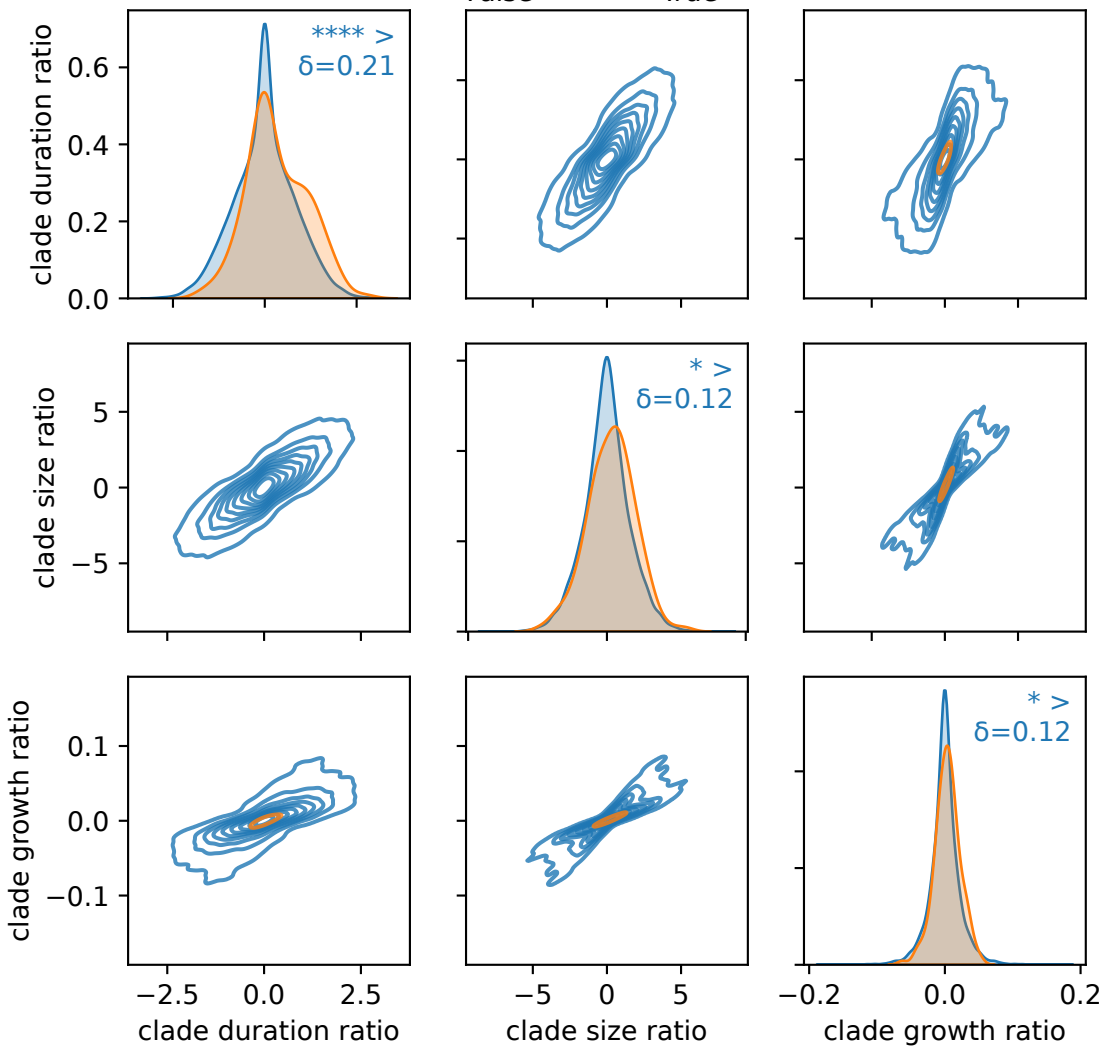 clade duration ratio
0.6
0.4
0.2
0.0
**** >
δ=0.21
clade size ratio
5
0
−5
* >
δ=0.12
clade growth ratio
0.1
0.0
−0.1
* >
δ=0.12
−2.5 0.0 2.5
−5 0 5
−0.2 0.0 0.2
clade duration ratio
clade size ratio
clade growth ratio